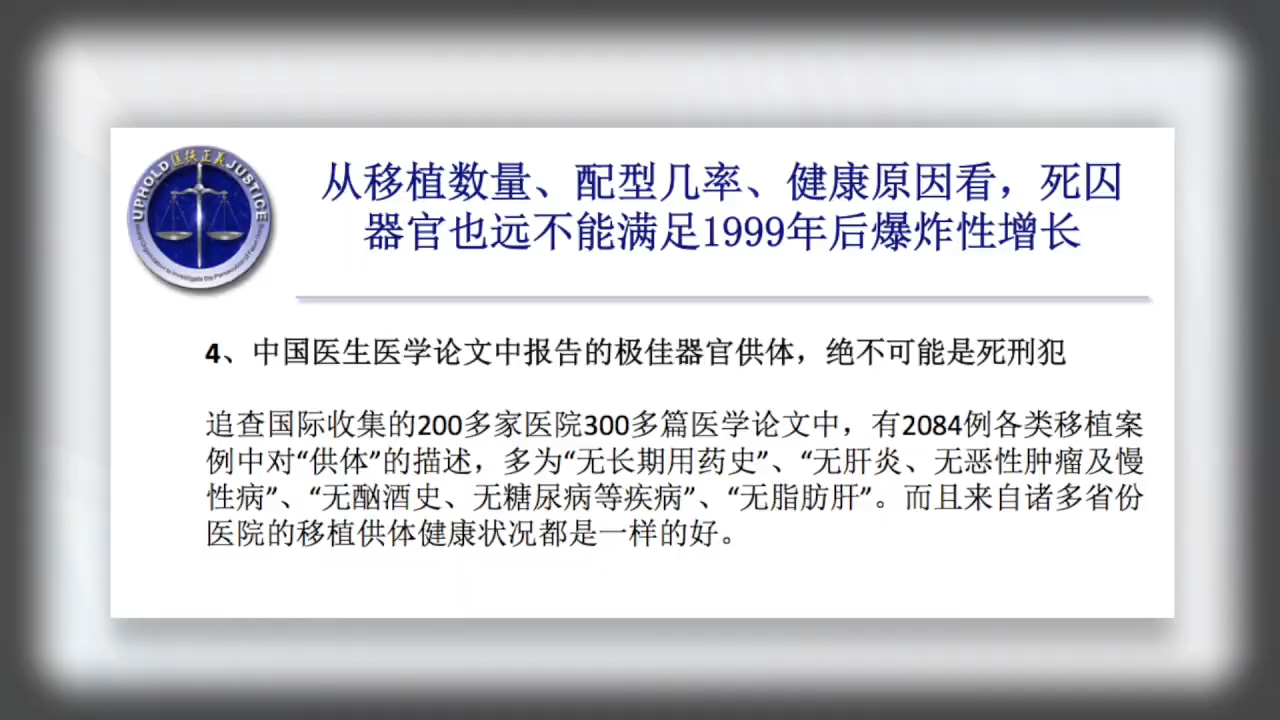 UPHOLD 匡扶正義 JUSTICE
从移植数量、配型几率、健康原因看，死囚
器官也远不能满足1999年后爆炸性增长
4、中国医生医学论文中报告的极佳器官供体，绝不可能是死刑犯
追查国际收集的200多家医院300多篇医学论文中，有2084例各类移植案
例中对“供体”的描述，多为“无长期用药史”、“无肝炎、无恶性肿瘤及慢
性病”、“无酗酒史、无糖尿病等疾病”、“无脂肪肝”。而且来自诸多省份
医院的移植供体健康状况都是一样的好。